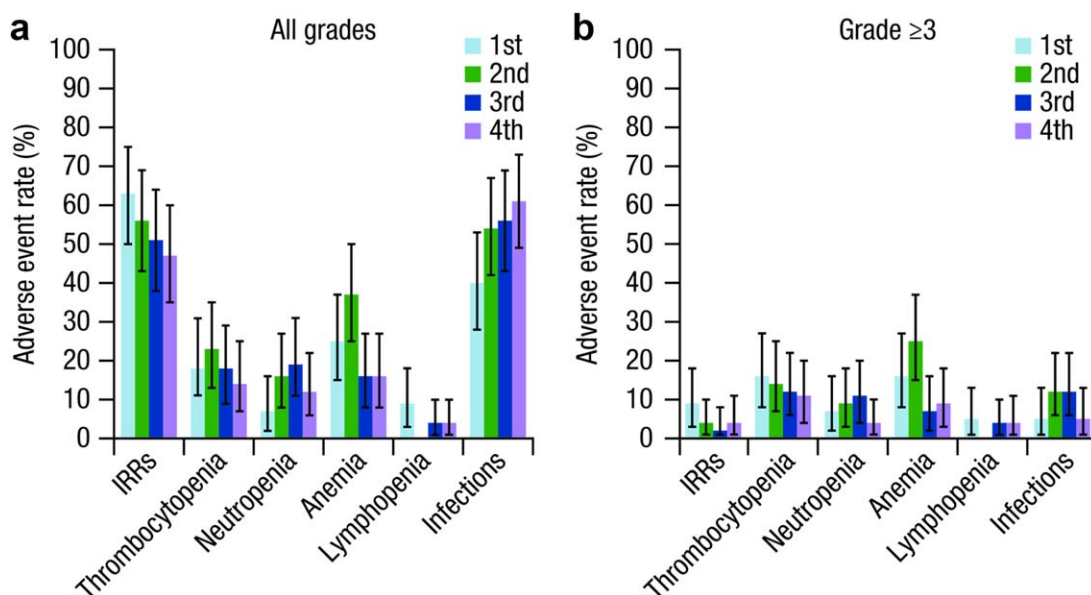 a
All grades
1st
2nd
3rd
4th
Adverse event rate (%)
100
90
80
70
60
50
40
30
20
10
0
IRRs
Thrombocytopenia
Neutropenia
Anemia
Lymphopenia
Infections
b
Grade ≥3
1st
2nd
3rd
4th
Adverse event rate (%)
100
90
80
70
60
50
40
30
20
10
0
IRRs
Thrombocytopenia
Neutropenia
Anemia
Lymphopenia
Infections